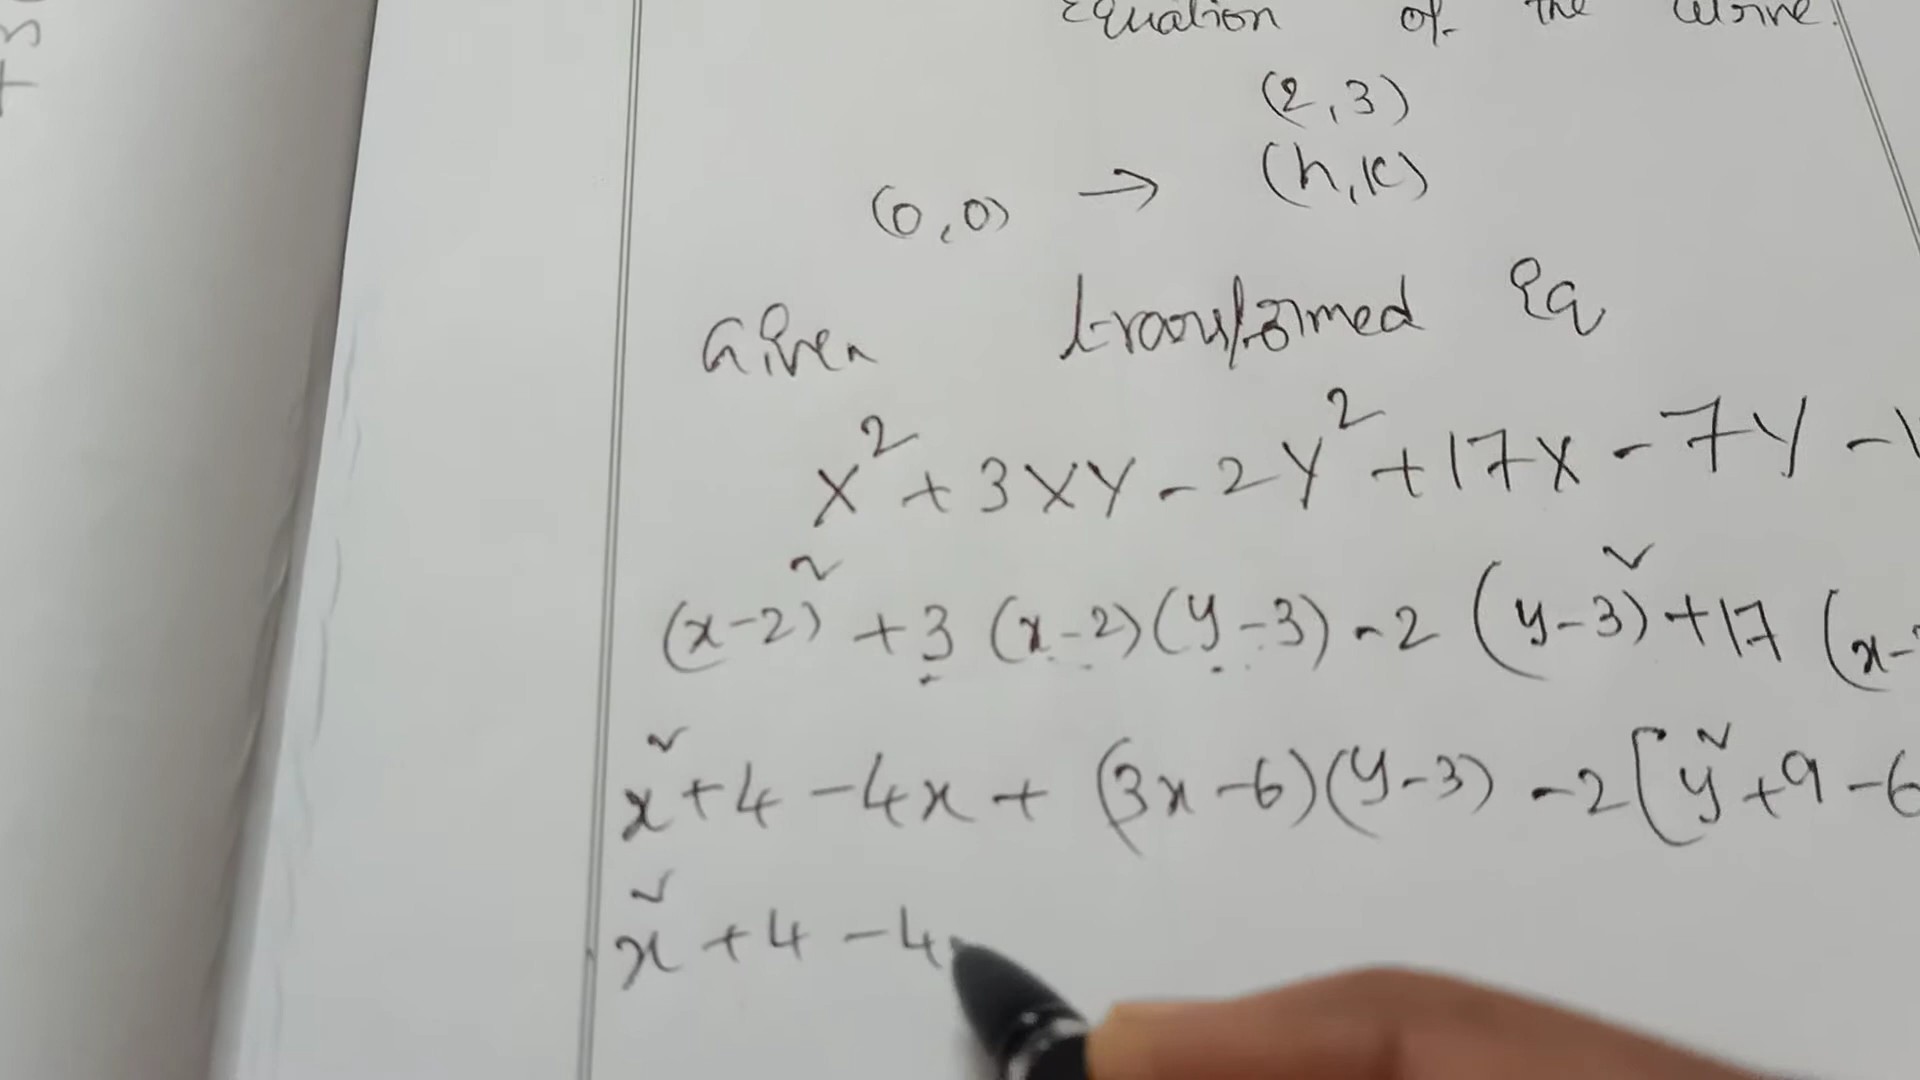 Equation of the curve.
(2,3)
(0,0) → (h,k)
Given transformed Eq
X² + 3XY - 2Y² + 17X - 7Y -
(x-2)² + 3 (x-2)(y-3) - 2 (y-3)² + 17 (x-
x² + 4 - 4x + (3x-6)(y-3) - 2[y² + 9 - 6
x² + 4 - 4